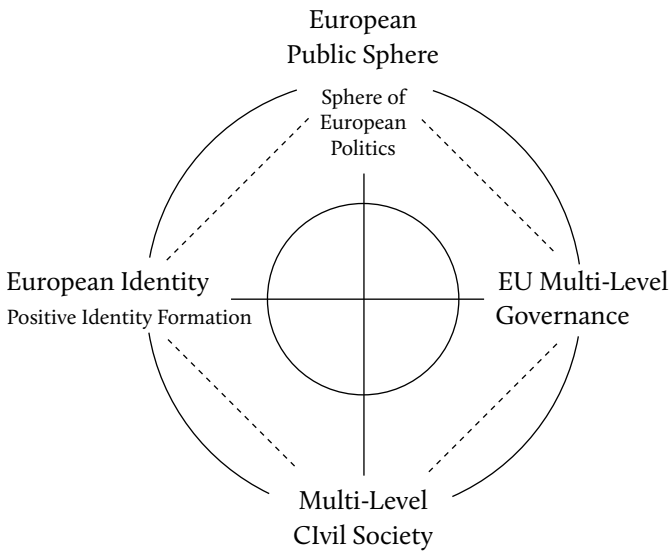 European
Public Sphere
Sphere of
European
Politics
European Identity
Positive Identity Formation
EU Multi-Level
Governance
Multi-Level
CIvil Society